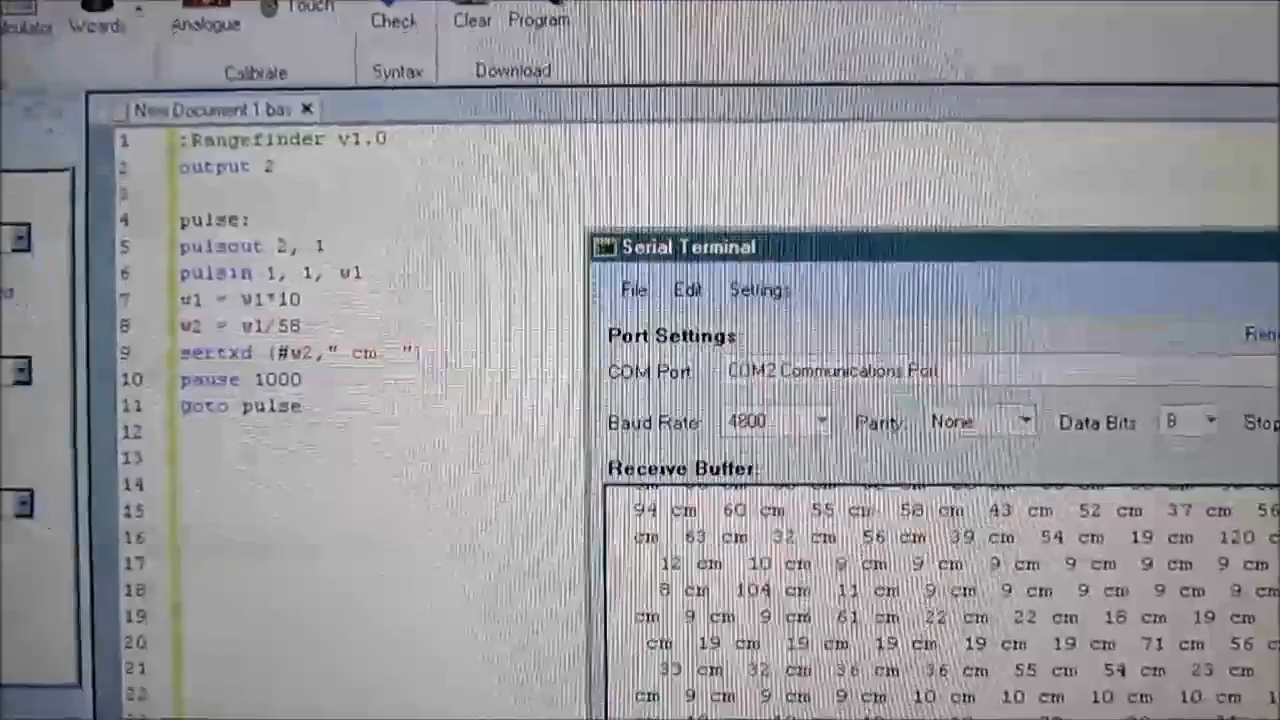 Wizards Analogue Touch Check Clear Program
Calibrate Syntax Download
New Document 1.bas
1 ;Rangefinder v1.0
2 output 2
3
4 pulse:
5 pulsout 2, 1
6 pulsin 1, 1, w1
7 w1 = w1*10
8 w2 = w1/58
9 sertxd (#w2," cm  ")
10 pause 1000
11 goto pulse
12
13
14
15
16
17
18
19
20
21
22
Serial Terminal
File Edit Settings
Port Settings:
COM Port COM2 Communications Port
Baud Rate: 4800 Parity: None Data Bits 8 Stop
Receive Buffer:
94 cm 60 cm 55 cm 58 cm 43 cm 52 cm 37 cm 56
cm 63 cm 32 cm 56 cm 39 cm 54 cm 19 cm 120 c
12 cm 10 cm 9 cm 9 cm 9 cm 9 cm 9 cm 9 cm
8 cm 104 cm 11 cm 9 cm 9 cm 9 cm 9 cm 9 cm
cm 9 cm 9 cm 61 cm 22 cm 22 cm 18 cm 19 cm
cm 19 cm 19 cm 19 cm 19 cm 19 cm 71 cm 56 c
33 cm 32 cm 36 cm 36 cm 55 cm 54 cm 23 cm
cm 9 cm 9 cm 9 cm 10 cm 10 cm 10 cm 10 cm 1